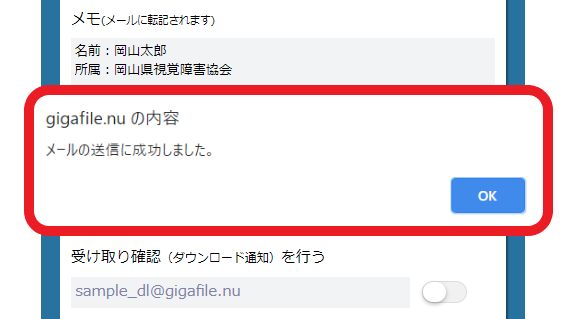 メモ(メールに転記されます)
名前：岡山太郎
所属：岡山県視覚障害協会
gigafile.nu の内容
メールの送信に成功しました。
OK
受け取り確認（ダウンロード通知）を行う
sample_dl@gigafile.nu